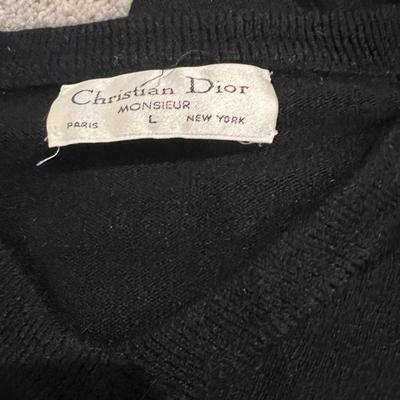 Christian Dior
MONSIEUR
PARIS L NEW YORK